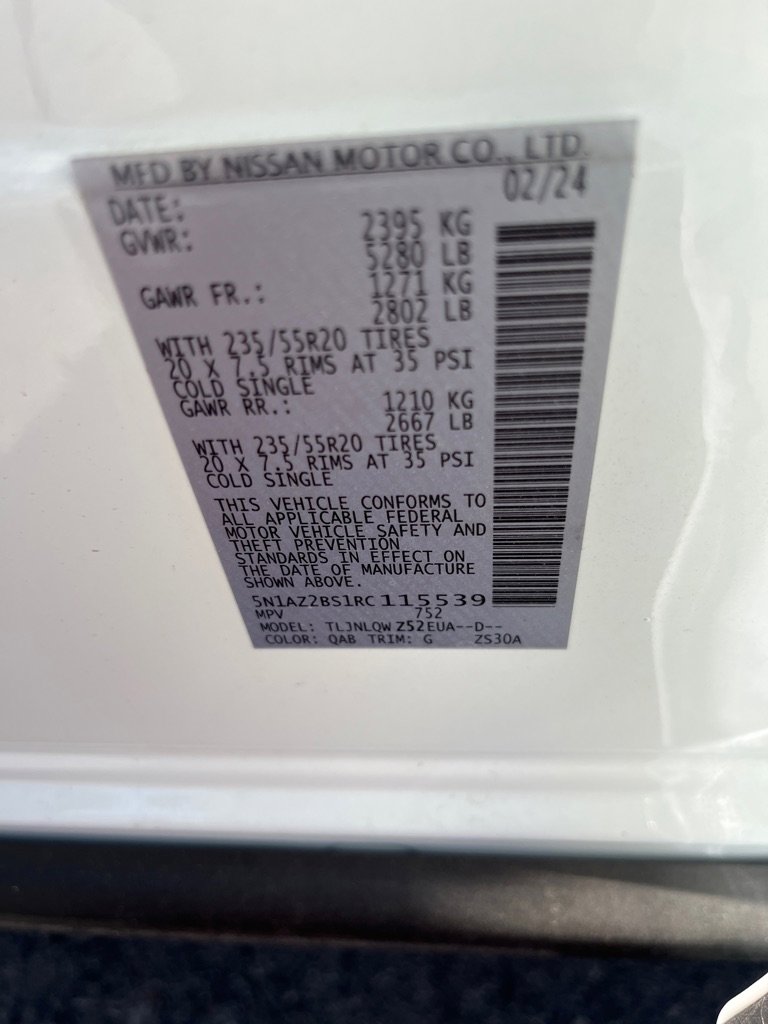 MFD BY NISSAN MOTOR CO., LTD.
DATE: 02/24
GVWR: 2395 KG
5280 LB
GAWR FR.: 1271 KG
2802 LB
WITH 235/55R20 TIRES
20 X 7.5 RIMS AT 35 PSI
COLD SINGLE
GAWR RR.: 1210 KG
2667 LB
WITH 235/55R20 TIRES
20 X 7.5 RIMS AT 35 PSI
COLD SINGLE
THIS VEHICLE CONFORMS TO
ALL APPLICABLE FEDERAL
MOTOR VEHICLE SAFETY AND
THEFT PREVENTION
STANDARDS IN EFFECT ON
THE DATE OF MANUFACTURE
SHOWN ABOVE.
5N1AZ2BS1RC115539
MPV 752
MODEL: TLJNLQWZ52EUA--D--
COLOR: QAB TRIM: G ZS30A